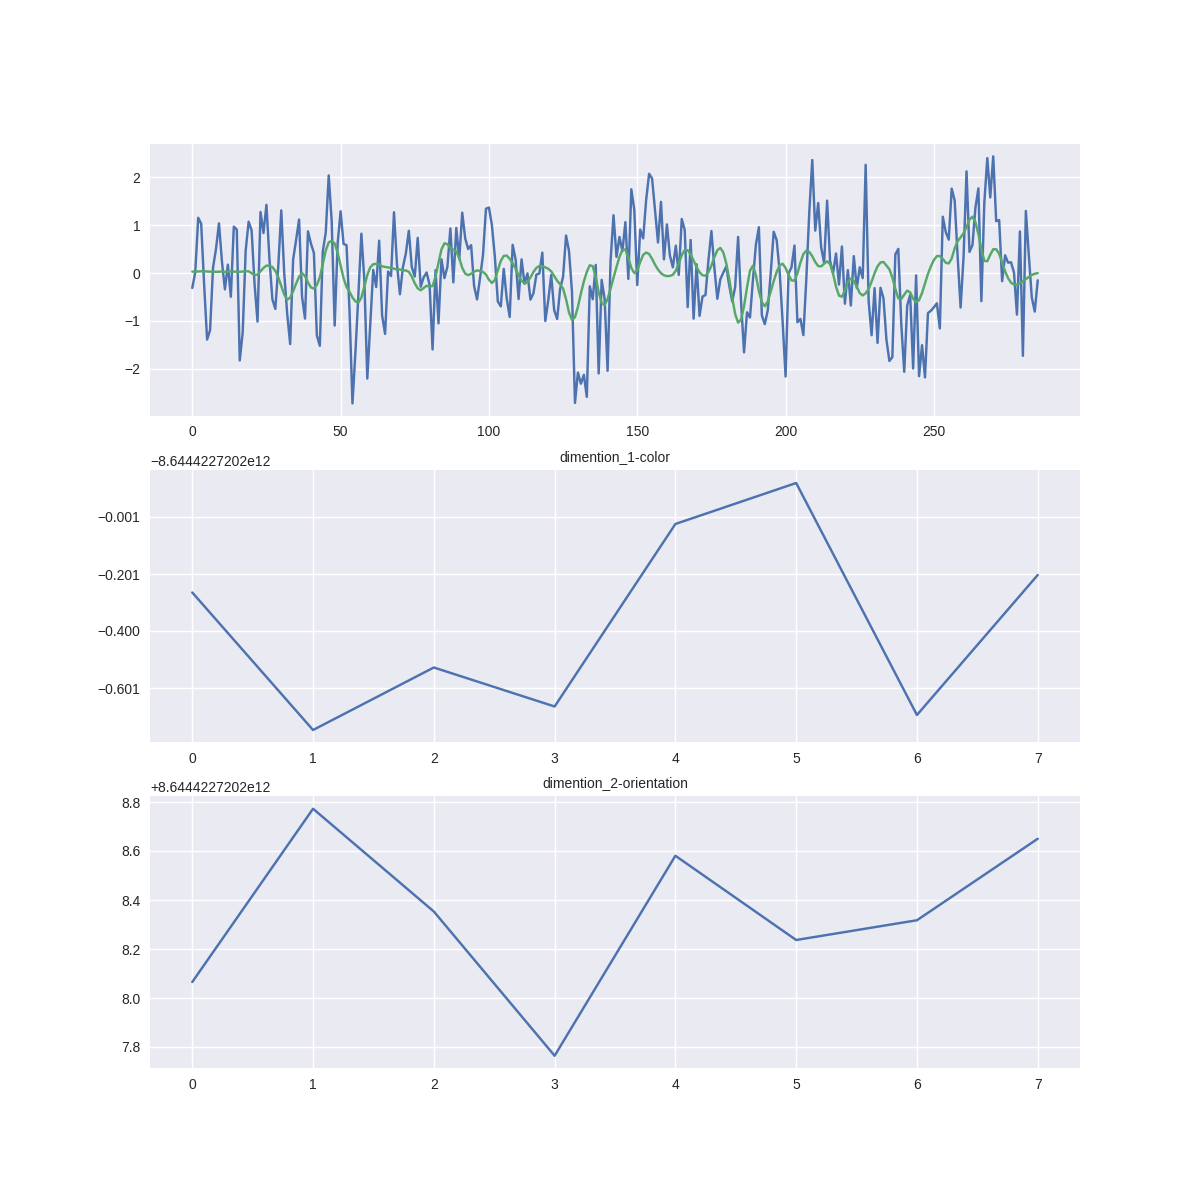 2
1
0
−1
−2
0 50 100 150 200 250
dimention_1-color
−8.6444227202e12
−0.001
−0.201
−0.400
−0.601
0 1 2 3 4 5 6 7
dimention_2-orientation
+8.6444227202e12
8.8
8.6
8.4
8.2
8.0
7.8
0 1 2 3 4 5 6 7